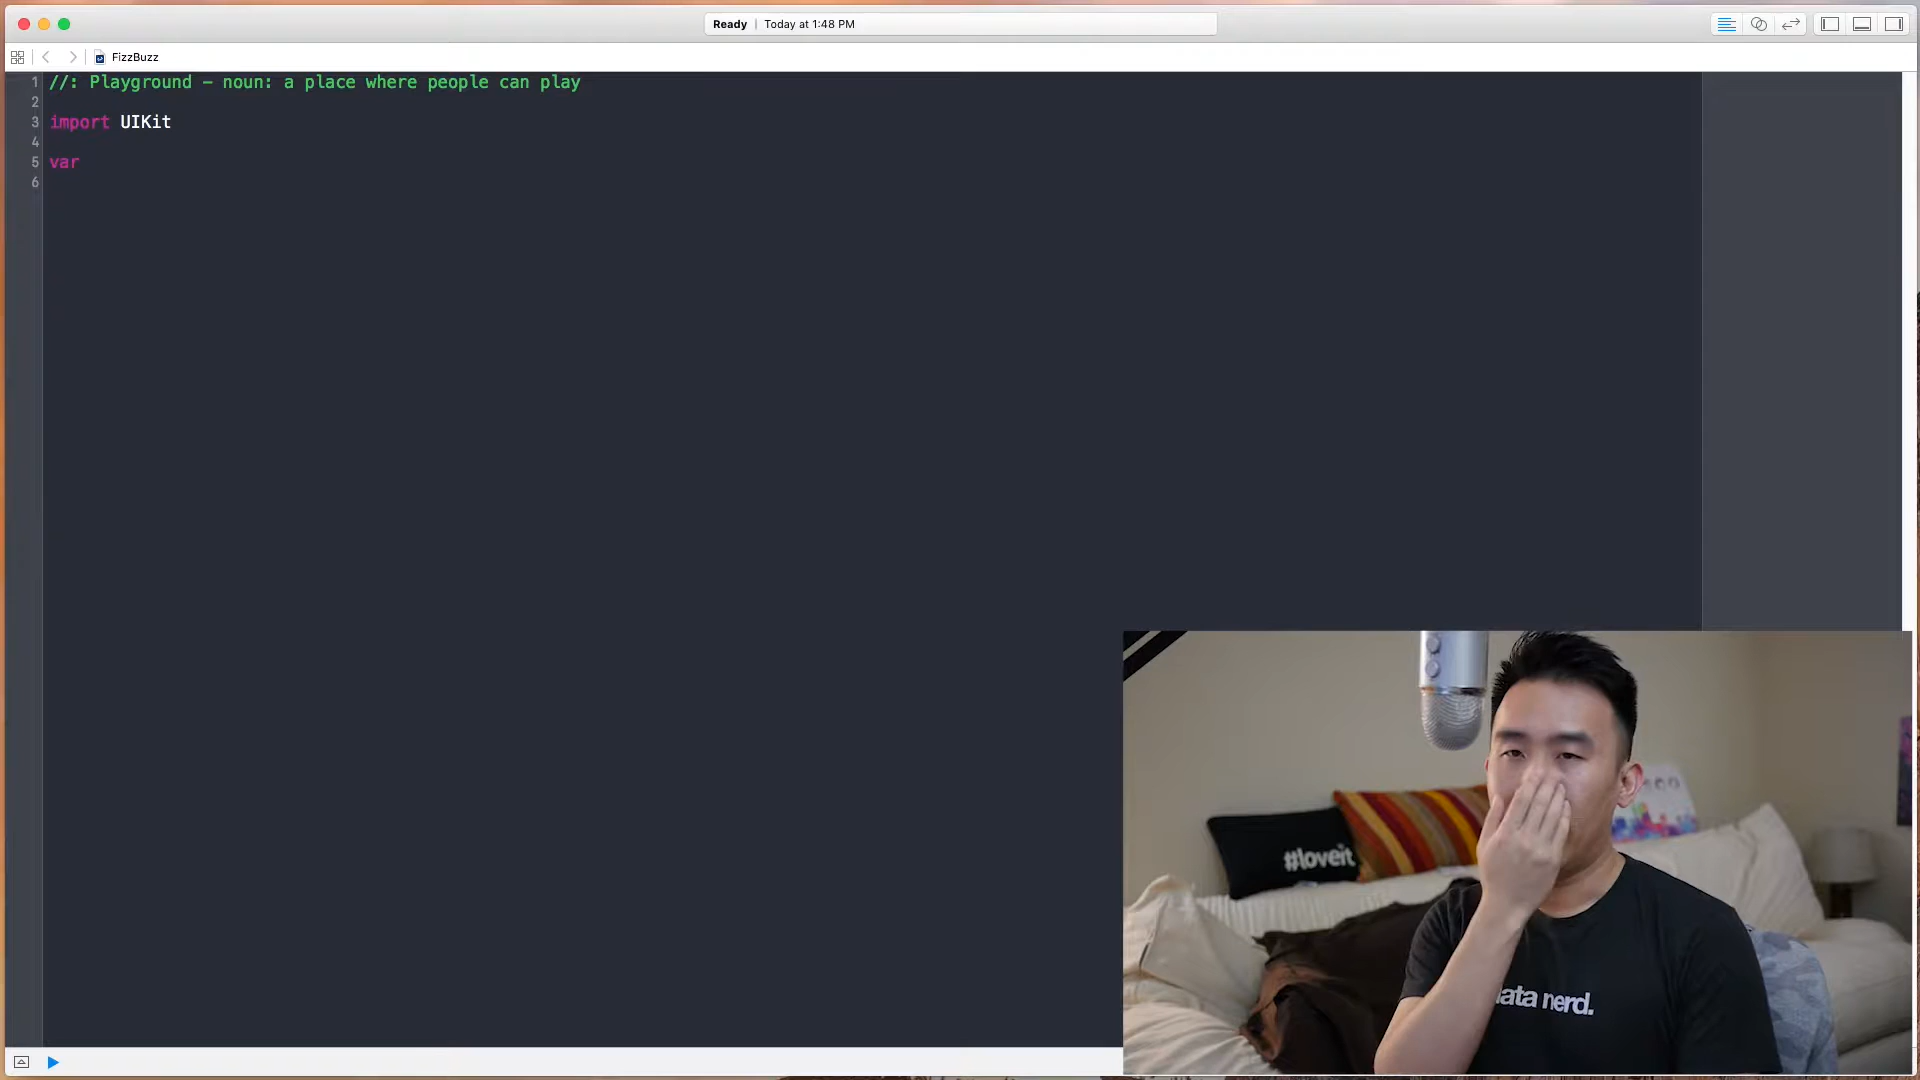 Ready | Today at 1:48 PM
FizzBuzz
1 //: Playground - noun: a place where people can play
2
3 import UIKit
4
5 var
6
#loveit
data nerd.